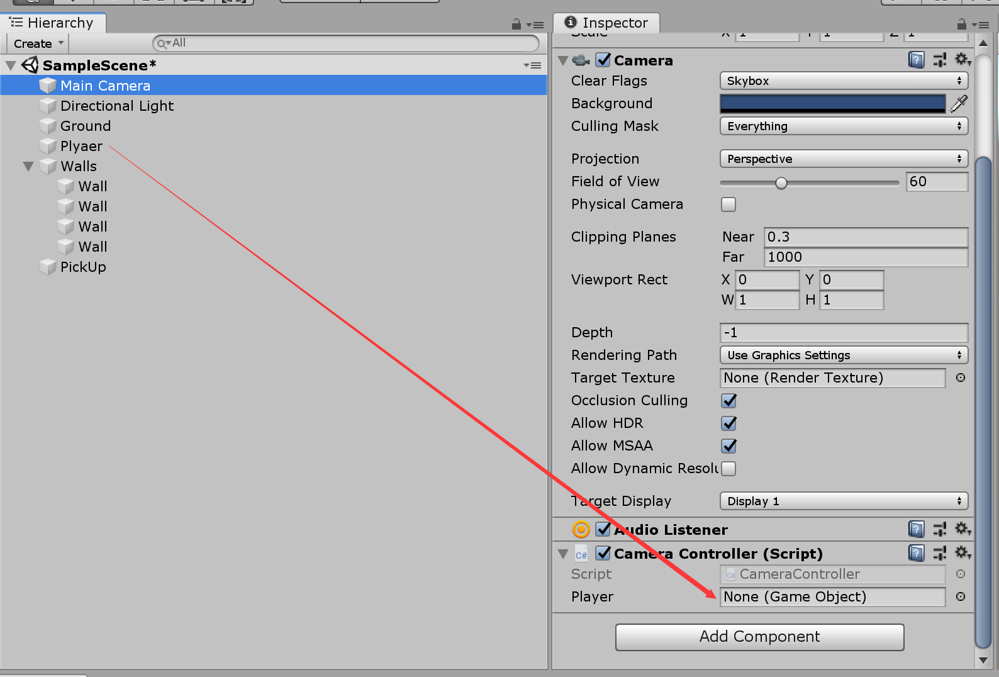 Hierarchy
Create
All
SampleScene*
Main Camera
Directional Light
Ground
Plyaer
Walls
Wall
Wall
Wall
Wall
PickUp
Inspector
Scale X 1 Y 1 Z 1
Camera
Clear Flags Skybox
Background
Culling Mask Everything
Projection Perspective
Field of View 60
Physical Camera
Clipping Planes Near 0.3
Far 1000
Viewport Rect X 0 Y 0
W 1 H 1
Depth -1
Rendering Path Use Graphics Settings
Target Texture None (Render Texture)
Occlusion Culling
Allow HDR
Allow MSAA
Allow Dynamic Resolu
Target Display Display 1
Audio Listener
C# Camera Controller (Script)
Script C# CameraController
Player None (Game Object)
Add Component